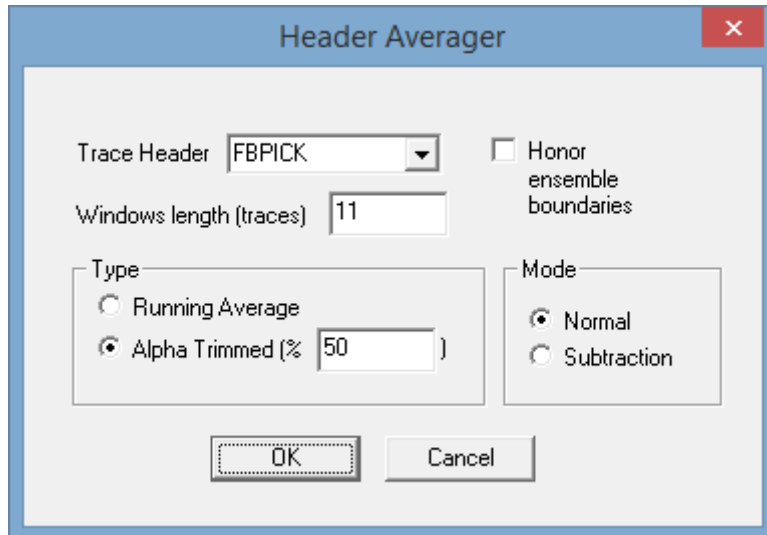 Header Averager
Trace Header FBPICK
Honor
ensemble
boundaries
Windows length (traces) 11
Type
Running Average
Alpha Trimmed (% 50 )
Mode
Normal
Subtraction
OK Cancel